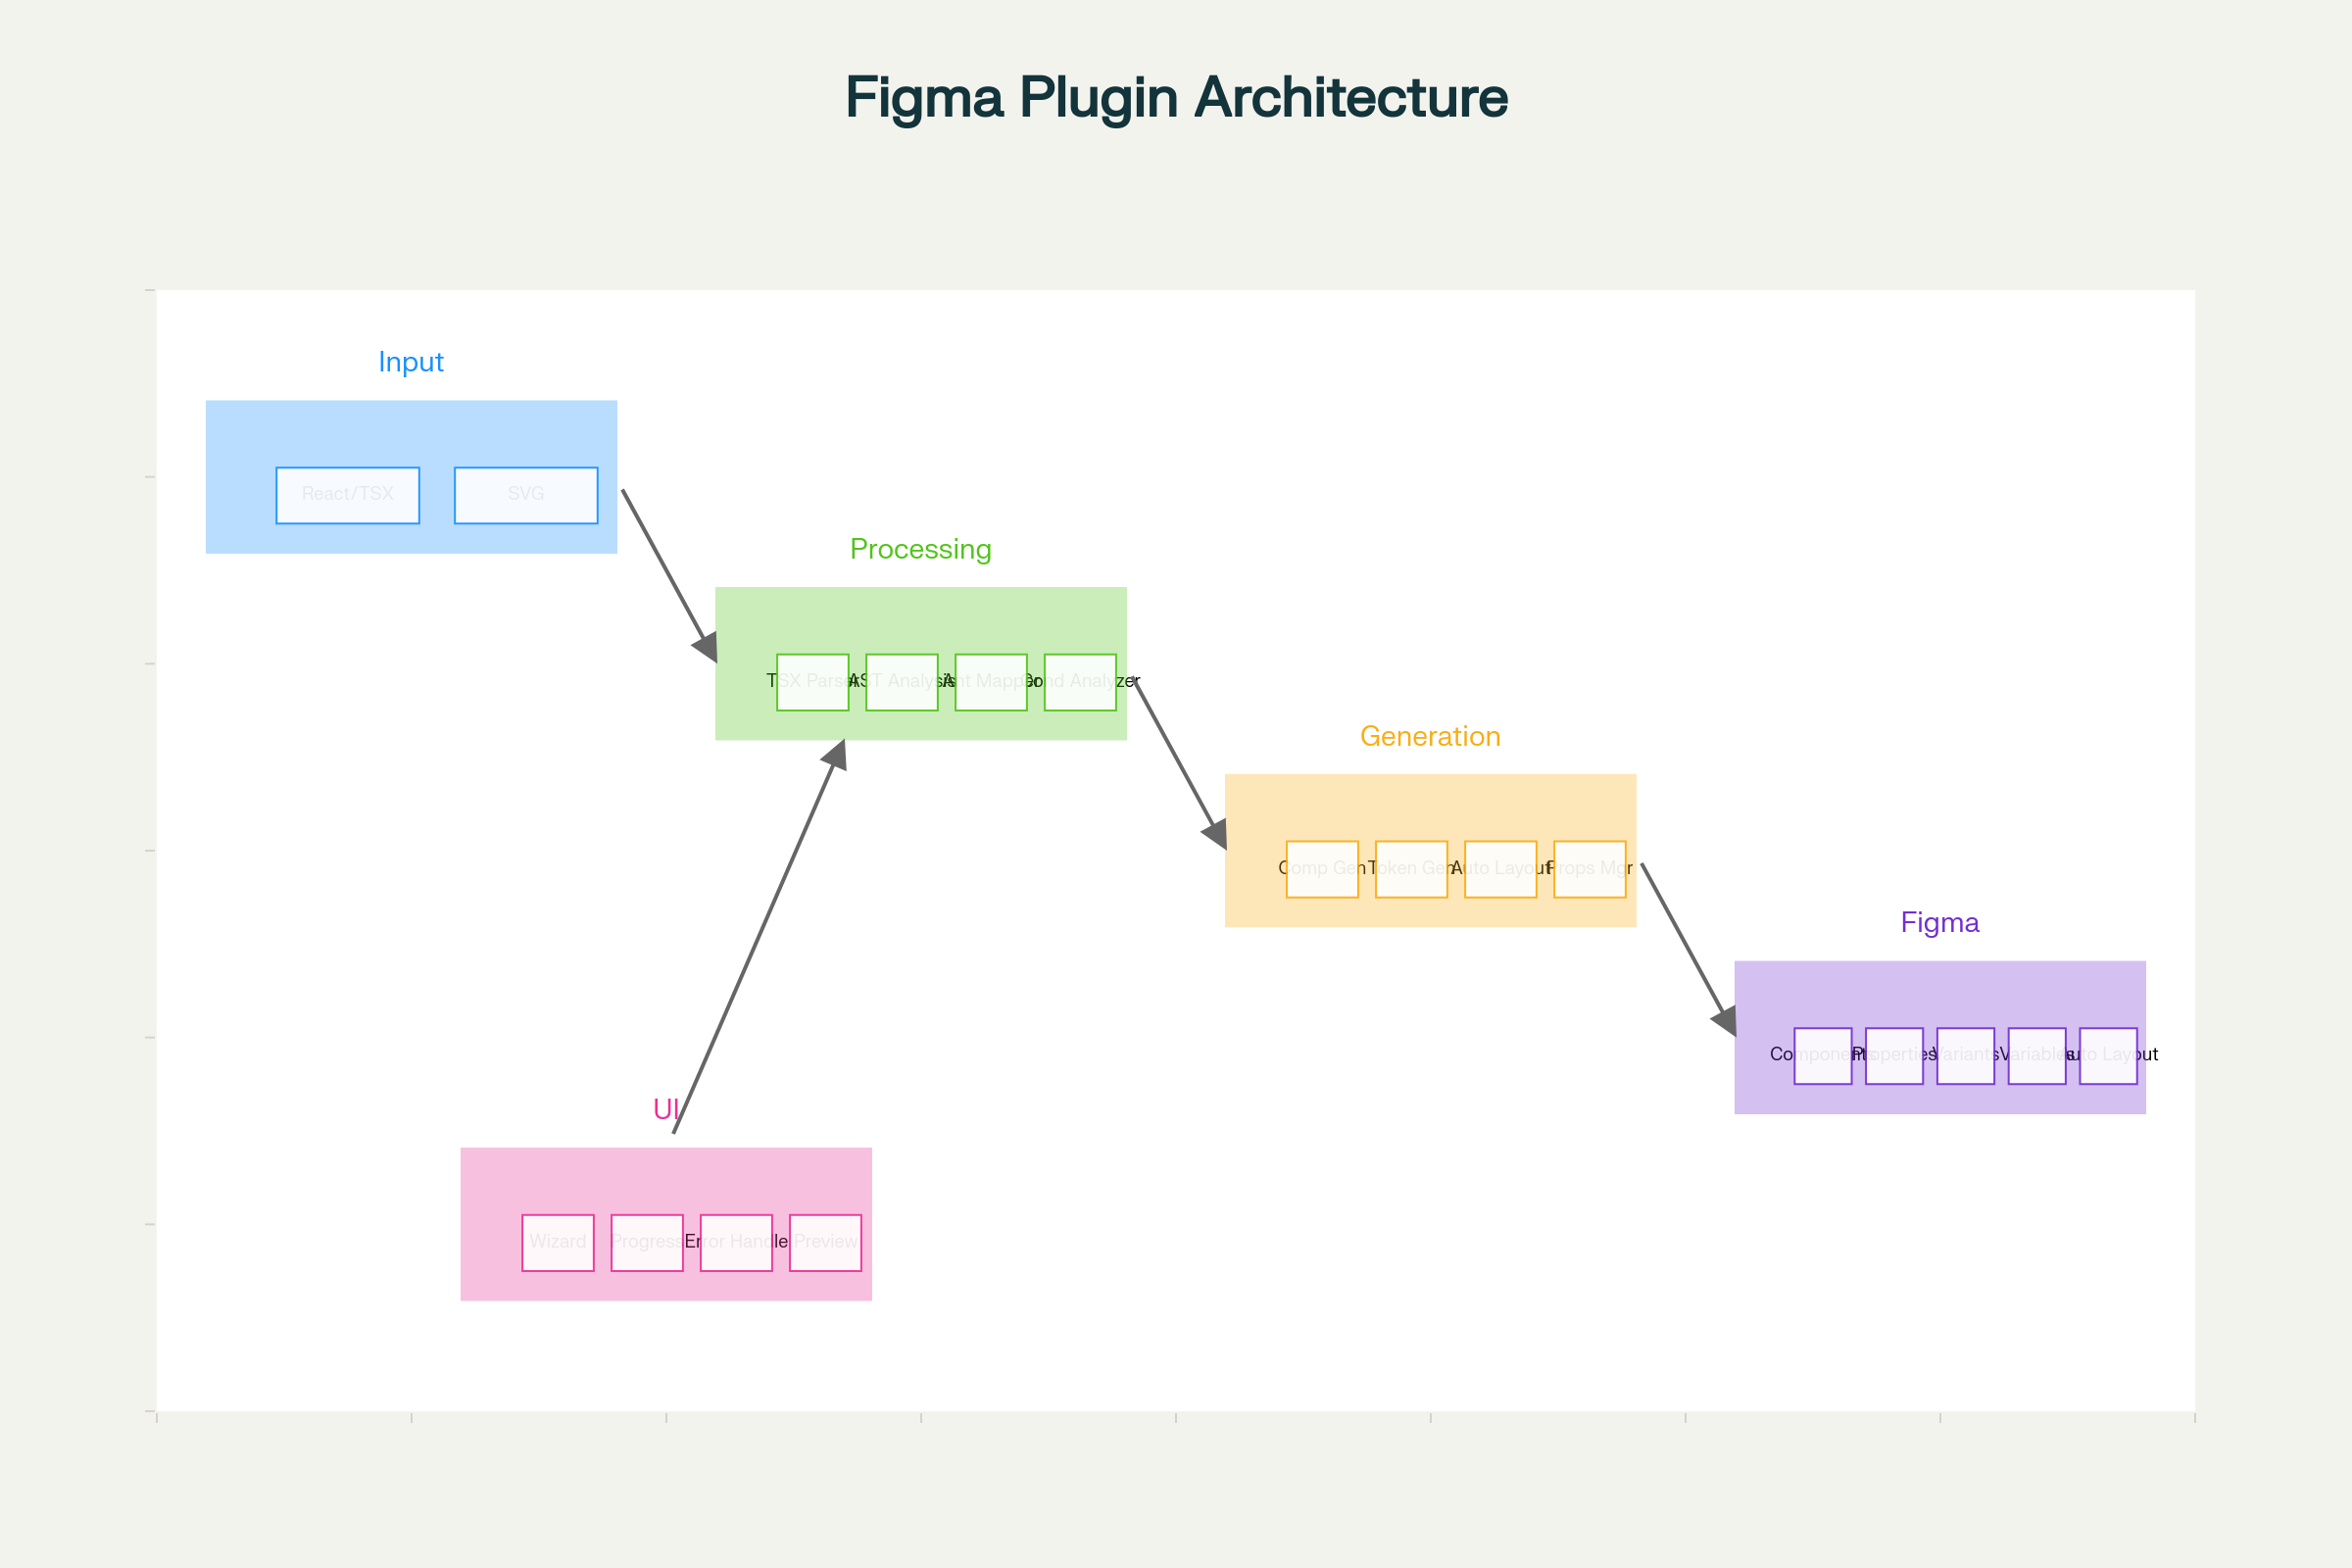 Figma Plugin Architecture
Input
React/TSX
SVG
Processing
TSX Parser
AST Analysis
Ant Mapper
Cond Analyzer
Generation
Comp Gen
Token Gen
Auto Layout
Props Mgr
Figma
Components
Properties
Variants
Variables
Auto Layout
UI
Wizard
Progress
Error Handle
Preview